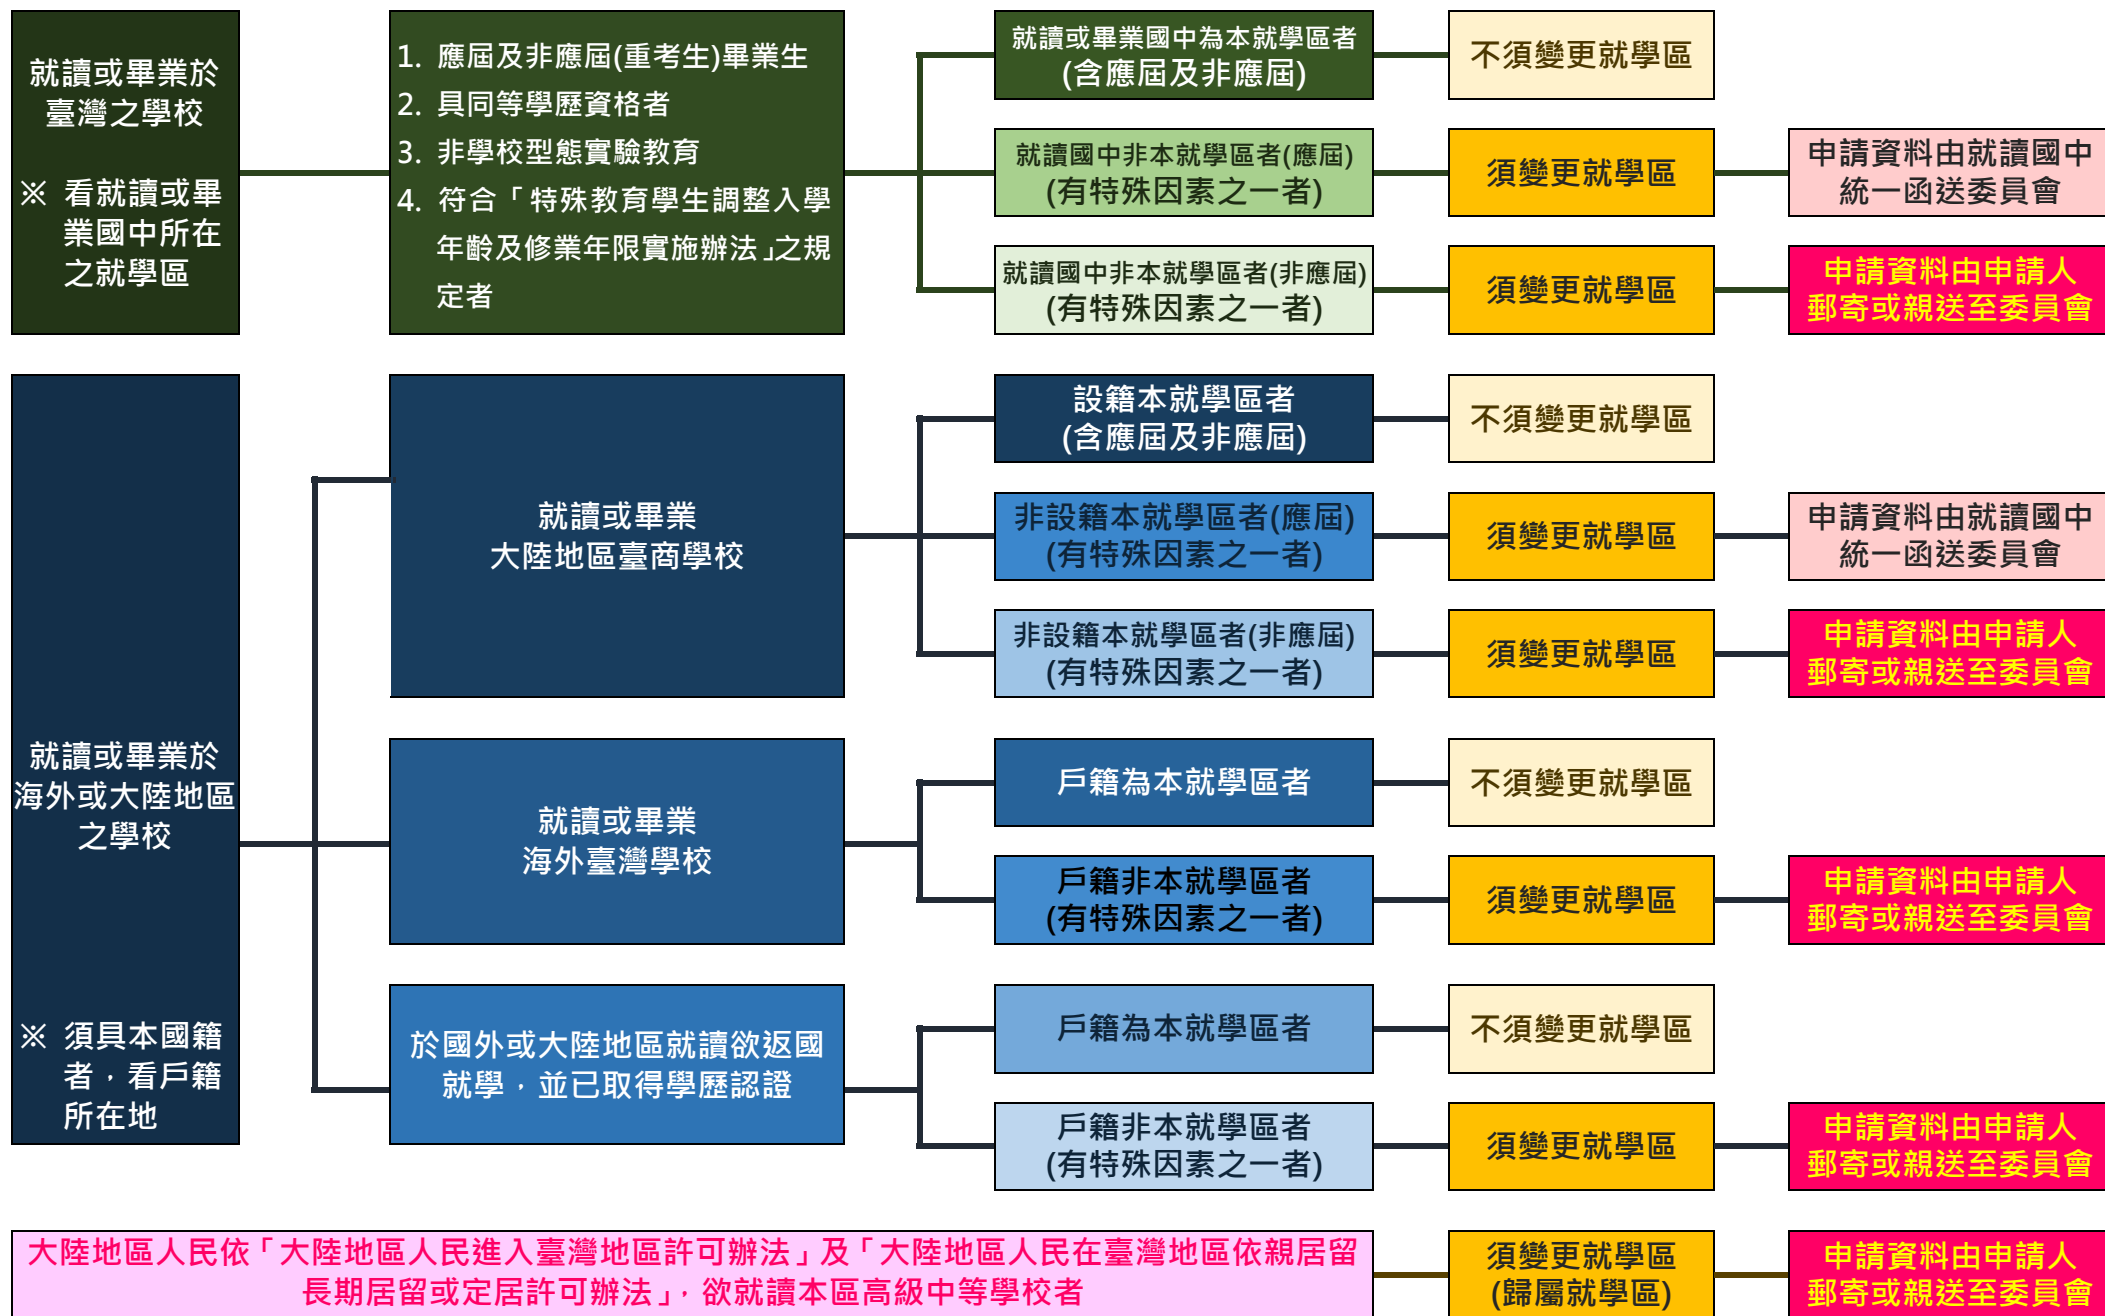 就讀或畢業於
臺灣之學校
※ 看就讀或畢
業國中所在
之就學區
1. 應屆及非應屆(重考生)畢業生
2. 具同等學歷資格者
3. 非學校型態實驗教育
4. 符合「特殊教育學生調整入學
年齡及修業年限實施辦法」之規
定者
就讀或畢業國中為本就學區者
(含應屆及非應屆)
不須變更就學區
就讀國中非本就學區者(應屆)
(有特殊因素之一者)
須變更就學區
申請資料由就讀國中
統一函送委員會
就讀國中非本就學區者(非應屆)
(有特殊因素之一者)
須變更就學區
申請資料由申請人
郵寄或親送至委員會
就讀或畢業於
海外或大陸地區
之學校
※ 須具本國籍
者，看戶籍
所在地
就讀或畢業
大陸地區臺商學校
設籍本就學區者
(含應屆及非應屆)
不須變更就學區
非設籍本就學區者(應屆)
(有特殊因素之一者)
須變更就學區
申請資料由就讀國中
統一函送委員會
非設籍本就學區者(非應屆)
(有特殊因素之一者)
須變更就學區
申請資料由申請人
郵寄或親送至委員會
就讀或畢業
海外臺灣學校
戶籍為本就學區者
不須變更就學區
戶籍非本就學區者
(有特殊因素之一者)
須變更就學區
申請資料由申請人
郵寄或親送至委員會
於國外或大陸地區就讀欲返國
就學，並已取得學歷認證
戶籍為本就學區者
不須變更就學區
戶籍非本就學區者
(有特殊因素之一者)
須變更就學區
申請資料由申請人
郵寄或親送至委員會
大陸地區人民依「大陸地區人民進入臺灣地區許可辦法」及「大陸地區人民在臺灣地區依親居留
長期居留或定居許可辦法」，欲就讀本區高級中等學校者
須變更就學區
(歸屬就學區)
申請資料由申請人
郵寄或親送至委員會